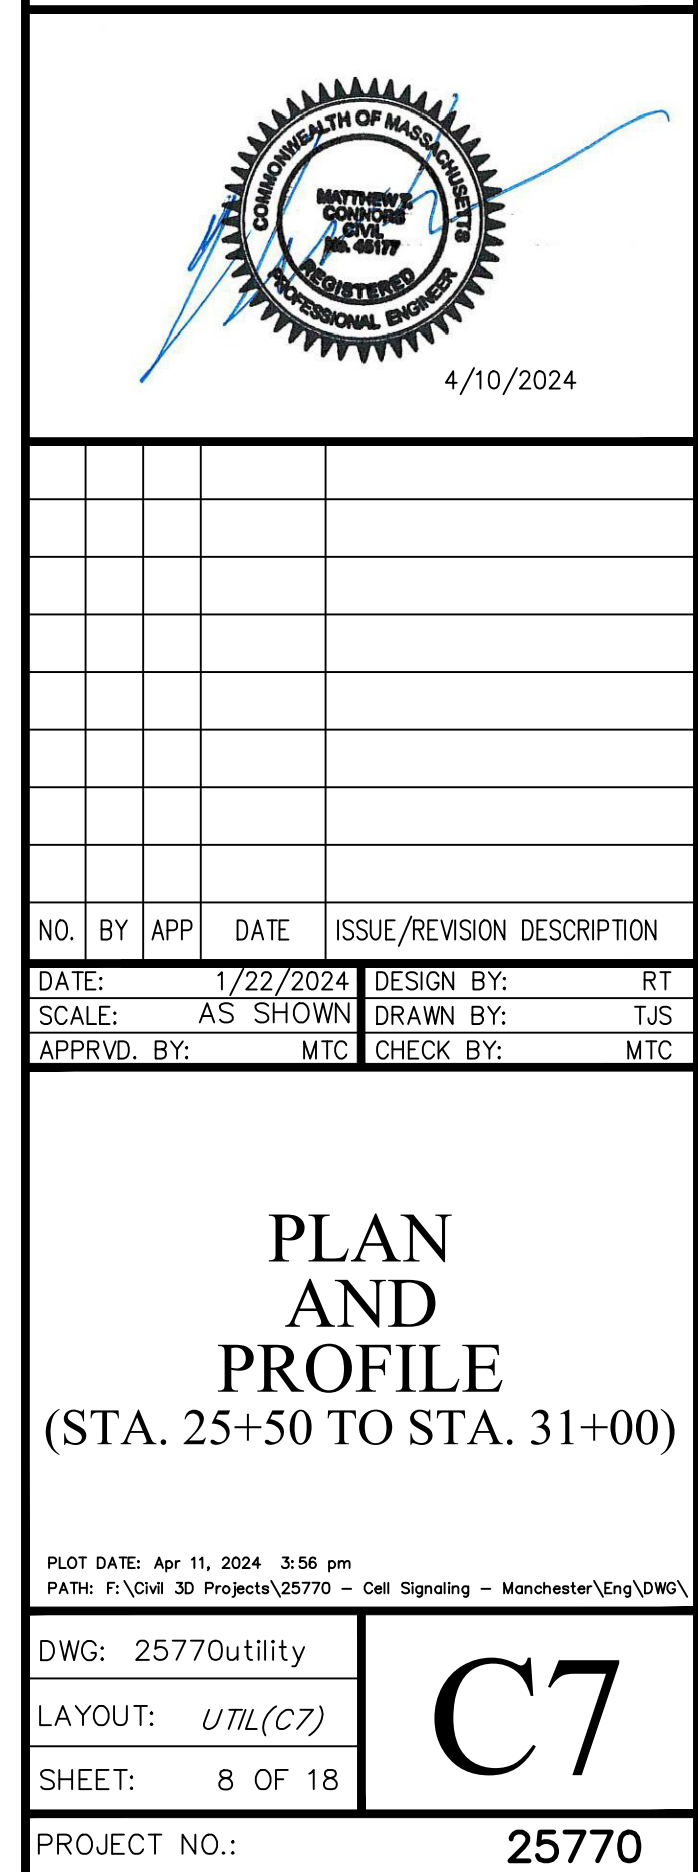 COMMONWEALTH OF MASSACHUSETTS
MATTHEW T.
CONNORS
CIVIL
No. 45177
REGISTERED
PROFESSIONAL ENGINEER
4/10/2024
NO. BY APP DATE ISSUE/REVISION DESCRIPTION
DATE: 1/22/2024 DESIGN BY: RT
SCALE: AS SHOWN DRAWN BY: TJS
APPRVD. BY: MTC CHECK BY: MTC
PLAN
AND
PROFILE
(STA. 25+50 TO STA. 31+00)
PLOT DATE: Apr 11, 2024 3:56 pm
PATH: F:\Civil 3D Projects\25770 - Cell Signaling - Manchester\Eng\DWG\
DWG: 25770utility
LAYOUT: UTIL(C7)
SHEET: 8 OF 18
C7
PROJECT NO.: 25770